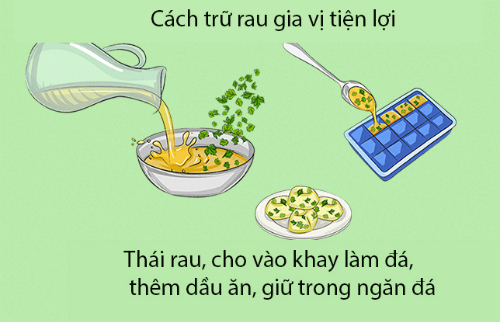 Cách trữ rau gia vị tiện lợi
Thái rau, cho vào khay làm đá,
thêm dầu ăn, giữ trong ngăn đá